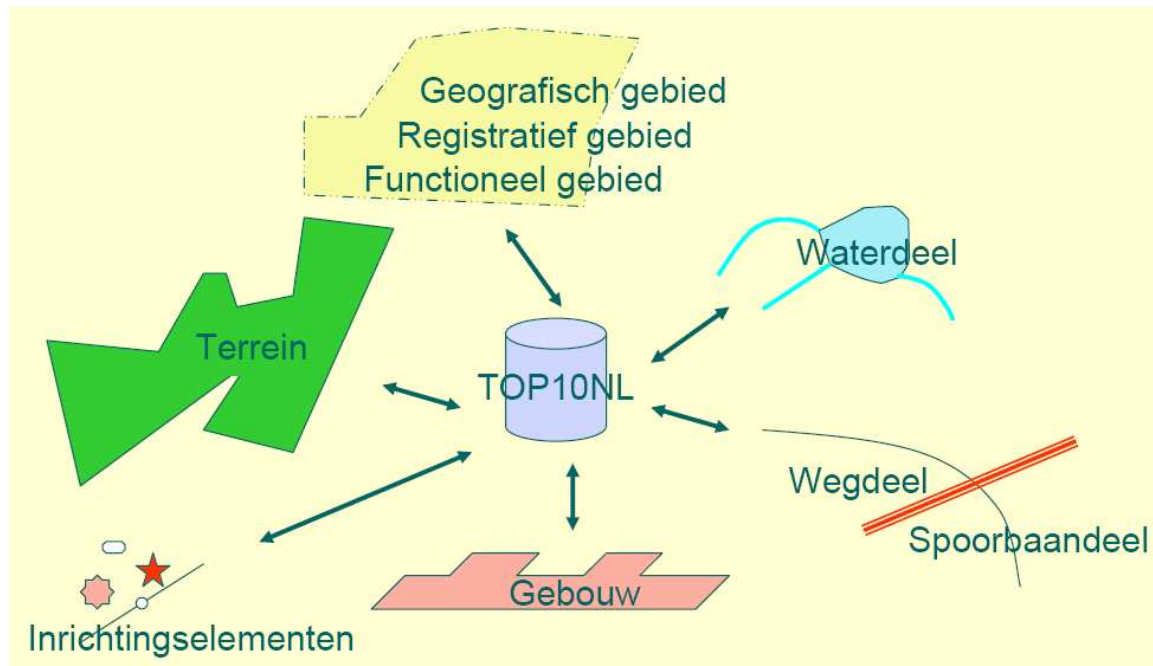 Geografisch gebied
Registratief gebied
Functioneel gebied
Waterdeel
Terrein
TOP10NL
Wegdeel
Spoorbaandeel
Gebouw
Inrichtingselementen